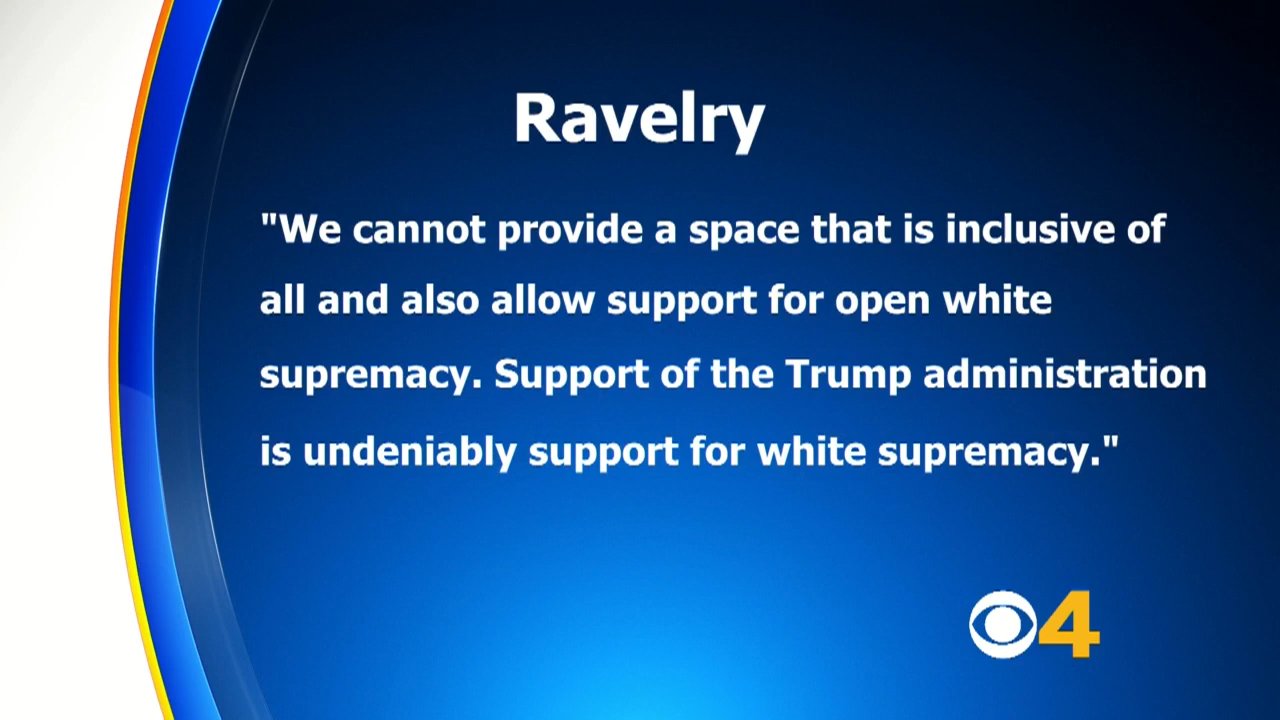 Ravelry
"We cannot provide a space that is inclusive of
all and also allow support for open white
supremacy. Support of the Trump administration
is undeniably support for white supremacy."
4